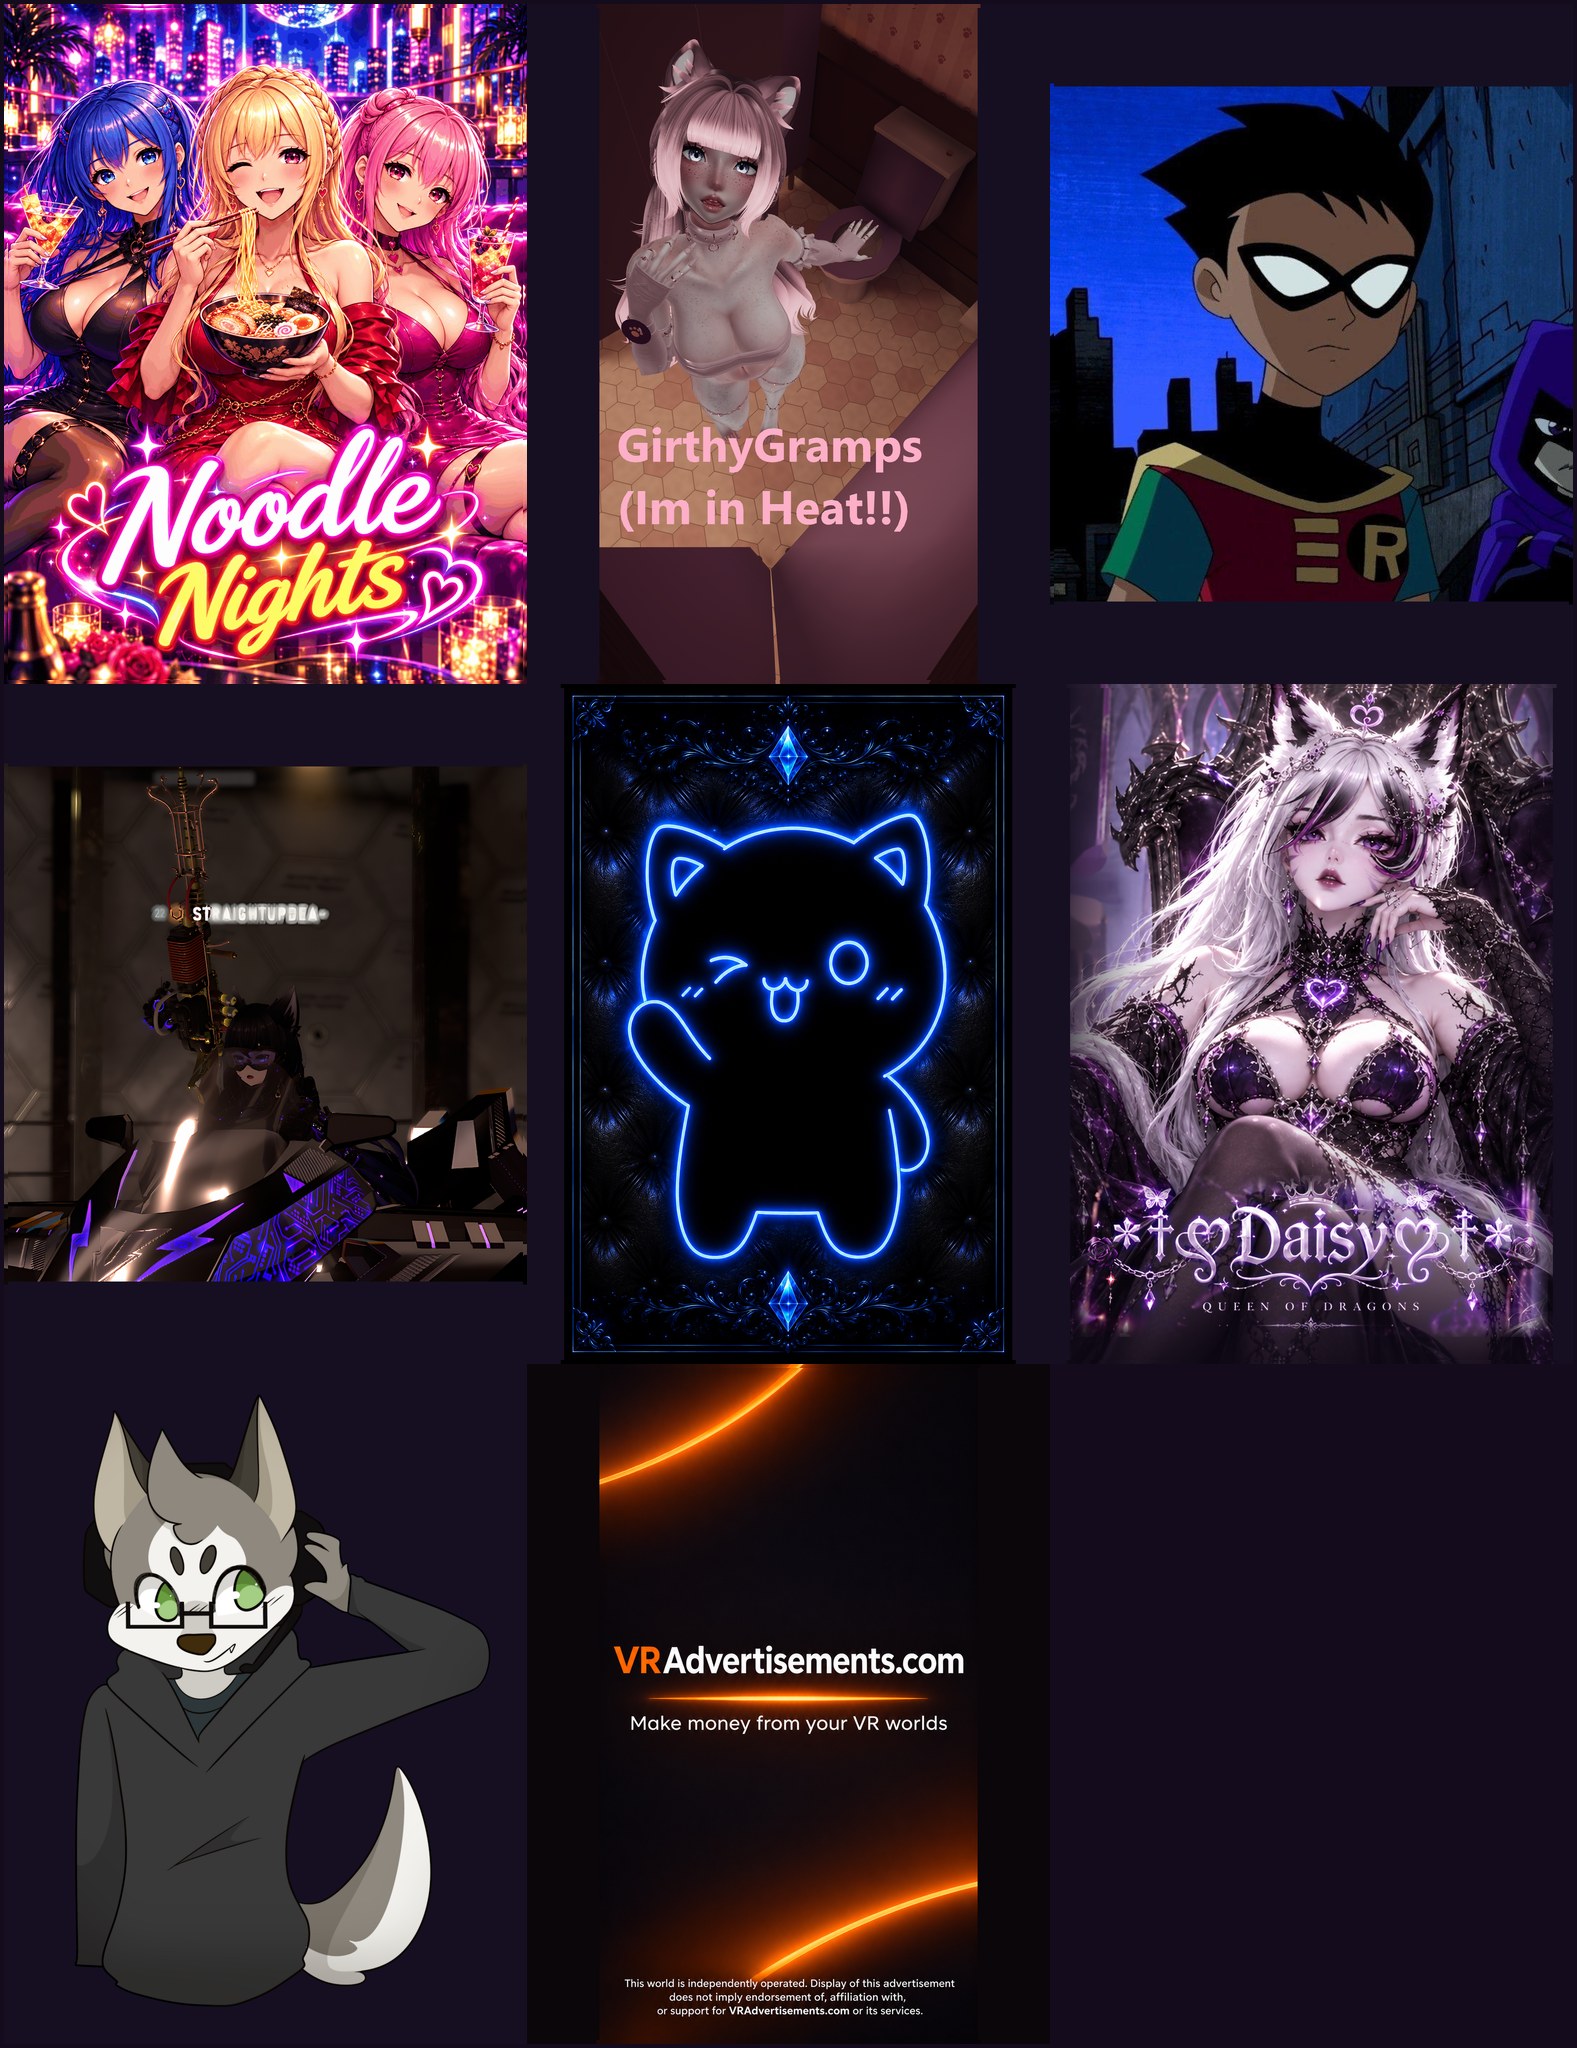 Noodle
Nights
GirthyGramps
(Im in Heat!!)
R
22 STRAIGHTUPDEA-
Daisy
QUEEN OF DRAGONS
VRAdvertisements.com
Make money from your VR worlds
This world is independently operated. Display of this advertisement
does not imply endorsement of, affiliation with,
or support for VRAdvertisements.com or its services.